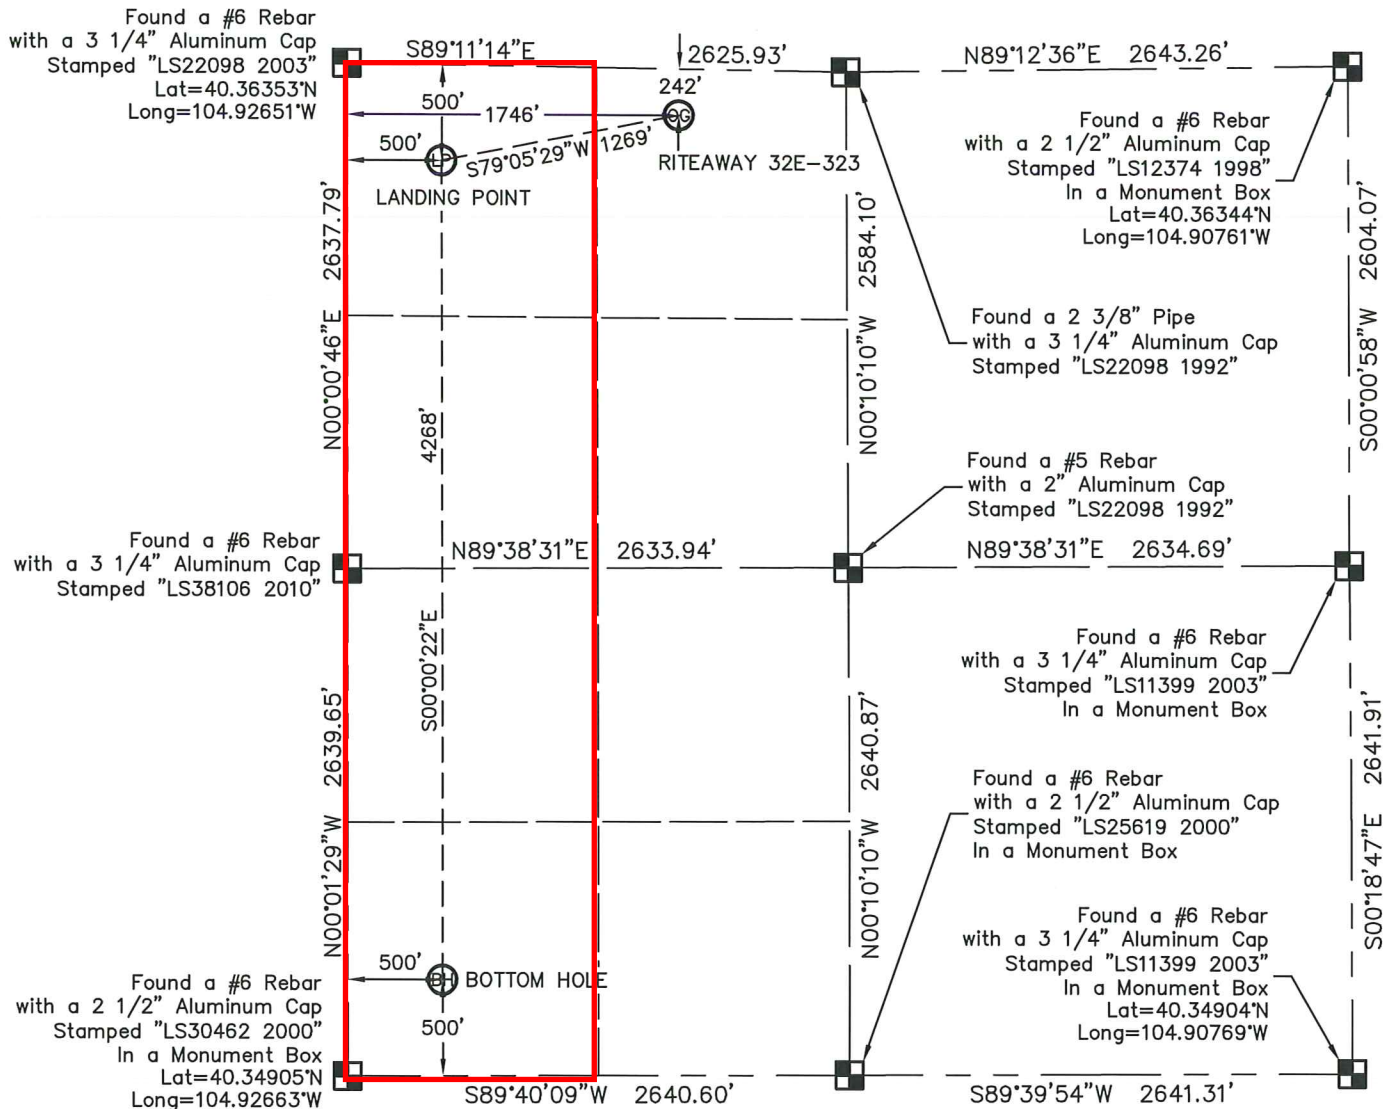 Found a #6 Rebar
with a 3 1/4" Aluminum Cap
Stamped "LS22098 2003"
Lat=40.36353°N
Long=104.92651°W
S89°11'14"E
2625.93'
N89°12'36"E 2643.26'
242'
500'
1746'
OG
500'
LP
S79°05'29"W 1269'
RITEAWAY 32E-323
LANDING POINT
Found a #6 Rebar
with a 2 1/2" Aluminum Cap
Stamped "LS12374 1998"
In a Monument Box
Lat=40.36344°N
Long=104.90761°W
N00°00'46"E 2637.79'
N00°10'10"W 2584.10'
S00°00'58"W 2604.07'
Found a 2 3/8" Pipe
with a 3 1/4" Aluminum Cap
Stamped "LS22098 1992"
4268'
S00°00'22"E
Found a #5 Rebar
with a 2" Aluminum Cap
Stamped "LS22098 1992"
Found a #6 Rebar
with a 3 1/4" Aluminum Cap
Stamped "LS38106 2010"
N89°38'31"E 2633.94'
N89°38'31"E 2634.69'
Found a #6 Rebar
with a 3 1/4" Aluminum Cap
Stamped "LS11399 2003"
In a Monument Box
N00°01'29"W 2639.65'
N00°10'10"W 2640.87'
S00°18'47"E 2641.91'
Found a #6 Rebar
with a 2 1/2" Aluminum Cap
Stamped "LS25619 2000"
In a Monument Box
Found a #6 Rebar
with a 3 1/4" Aluminum Cap
Stamped "LS11399 2003"
In a Monument Box
Lat=40.34904°N
Long=104.90769°W
500'
BH BOTTOM HOLE
500'
Found a #6 Rebar
with a 2 1/2" Aluminum Cap
Stamped "LS30462 2000"
In a Monument Box
Lat=40.34905°N
Long=104.92663°W
S89°40'09"W 2640.60'
S89°39'54"W 2641.31'